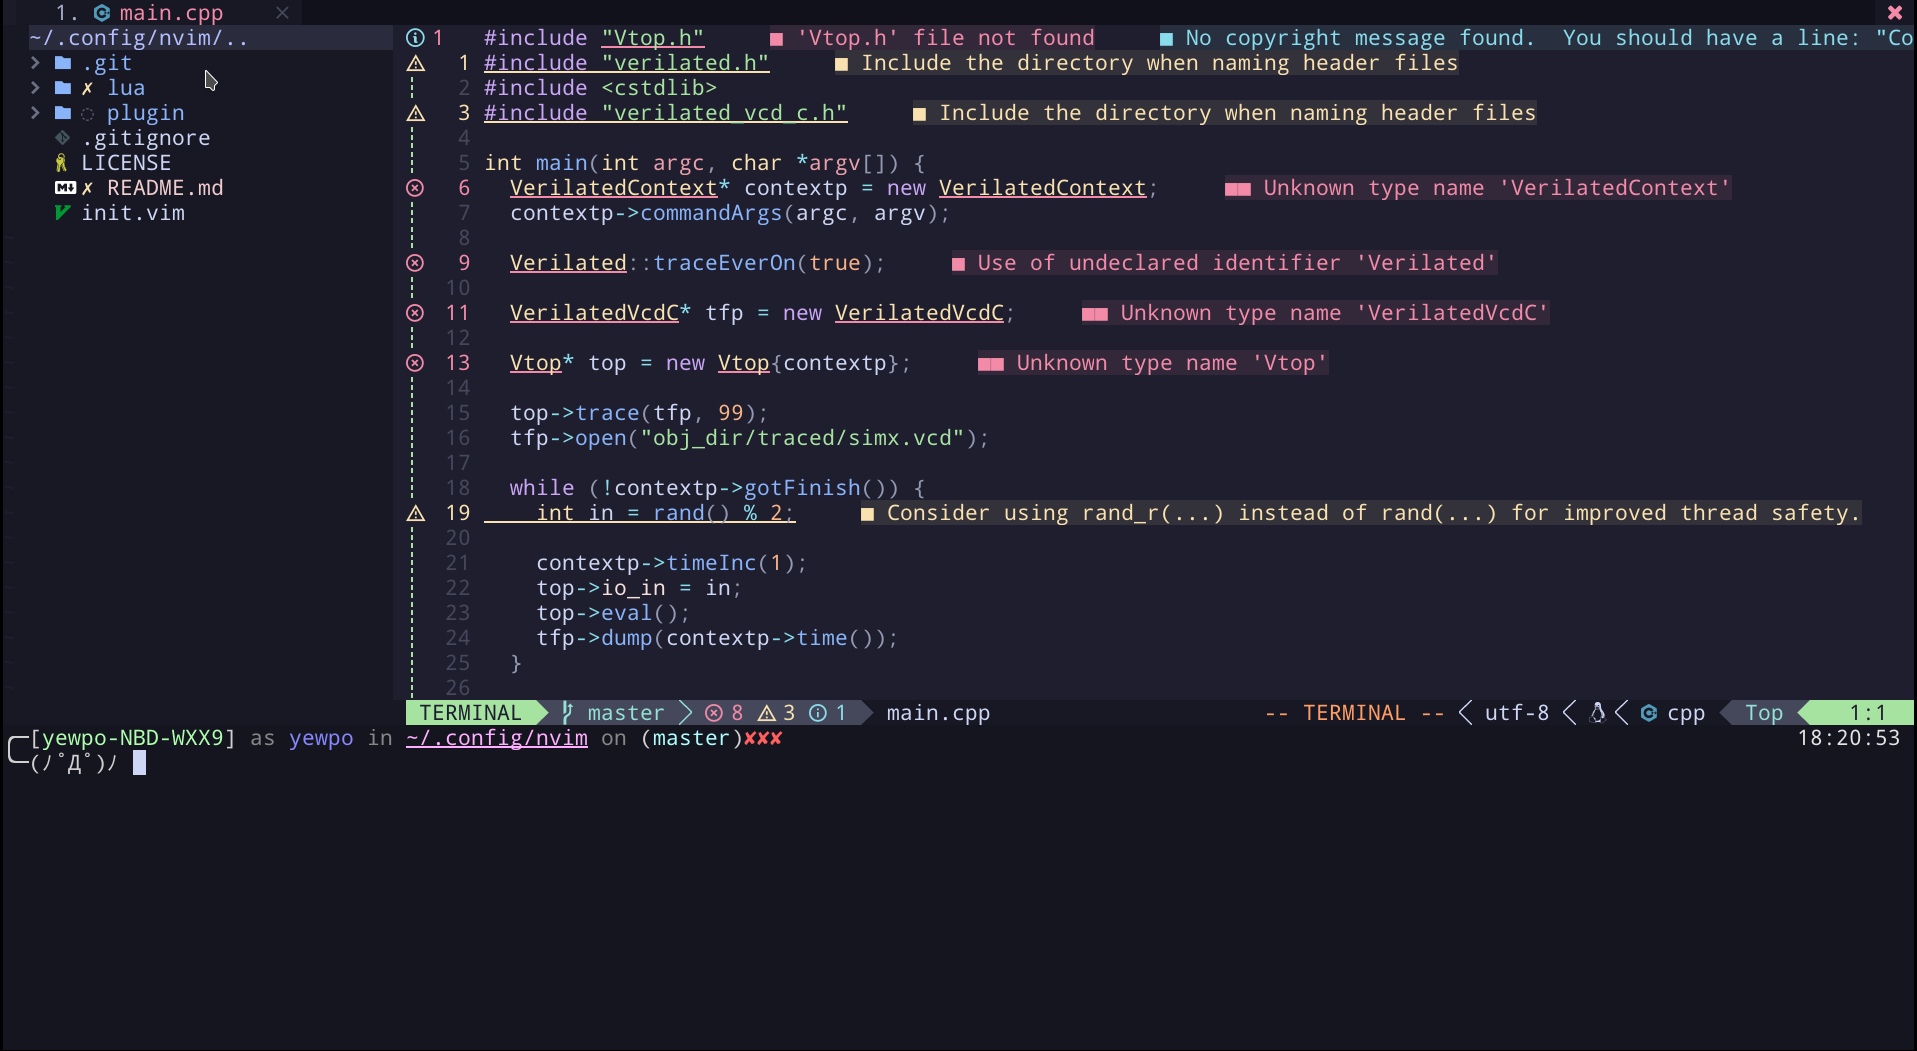 1. main.cpp
~/.config/nvim/..
.git
lua
plugin
.gitignore
LICENSE
README.md
init.vim
1 #include "Vtop.h" ■ 'Vtop.h' file not found ■ No copyright message found. You should have a line: "Co
1 #include "verilated.h" ■ Include the directory when naming header files
2 #include <cstdlib>
3 #include "verilated_vcd_c.h" ■ Include the directory when naming header files
4
5 int main(int argc, char *argv[]) {
6 VerilatedContext* contextp = new VerilatedContext; ■■ Unknown type name 'VerilatedContext'
7 contextp->commandArgs(argc, argv);
8
9 Verilated::traceEverOn(true); ■ Use of undeclared identifier 'Verilated'
10
11 VerilatedVcdC* tfp = new VerilatedVcdC; ■■ Unknown type name 'VerilatedVcdC'
12
13 Vtop* top = new Vtop{contextp}; ■■ Unknown type name 'Vtop'
14
15 top->trace(tfp, 99);
16 tfp->open("obj_dir/traced/simx.vcd");
17
18 while (!contextp->gotFinish()) {
19 int in = rand() % 2; ■ Consider using rand_r(...) instead of rand(...) for improved thread safety.
20
21 contextp->timeInc(1);
22 top->io_in = in;
23 top->eval();
24 tfp->dump(contextp->time());
25 }
26
TERMINAL master 8 3 1 main.cpp -- TERMINAL -- utf-8 cpp Top 1:1
[yewpo-NBD-WXX9] as yewpo in ~/.config/nvim on (master)✘✘✘ 18:20:53
(ﾉﾟДﾟ)ﾉ